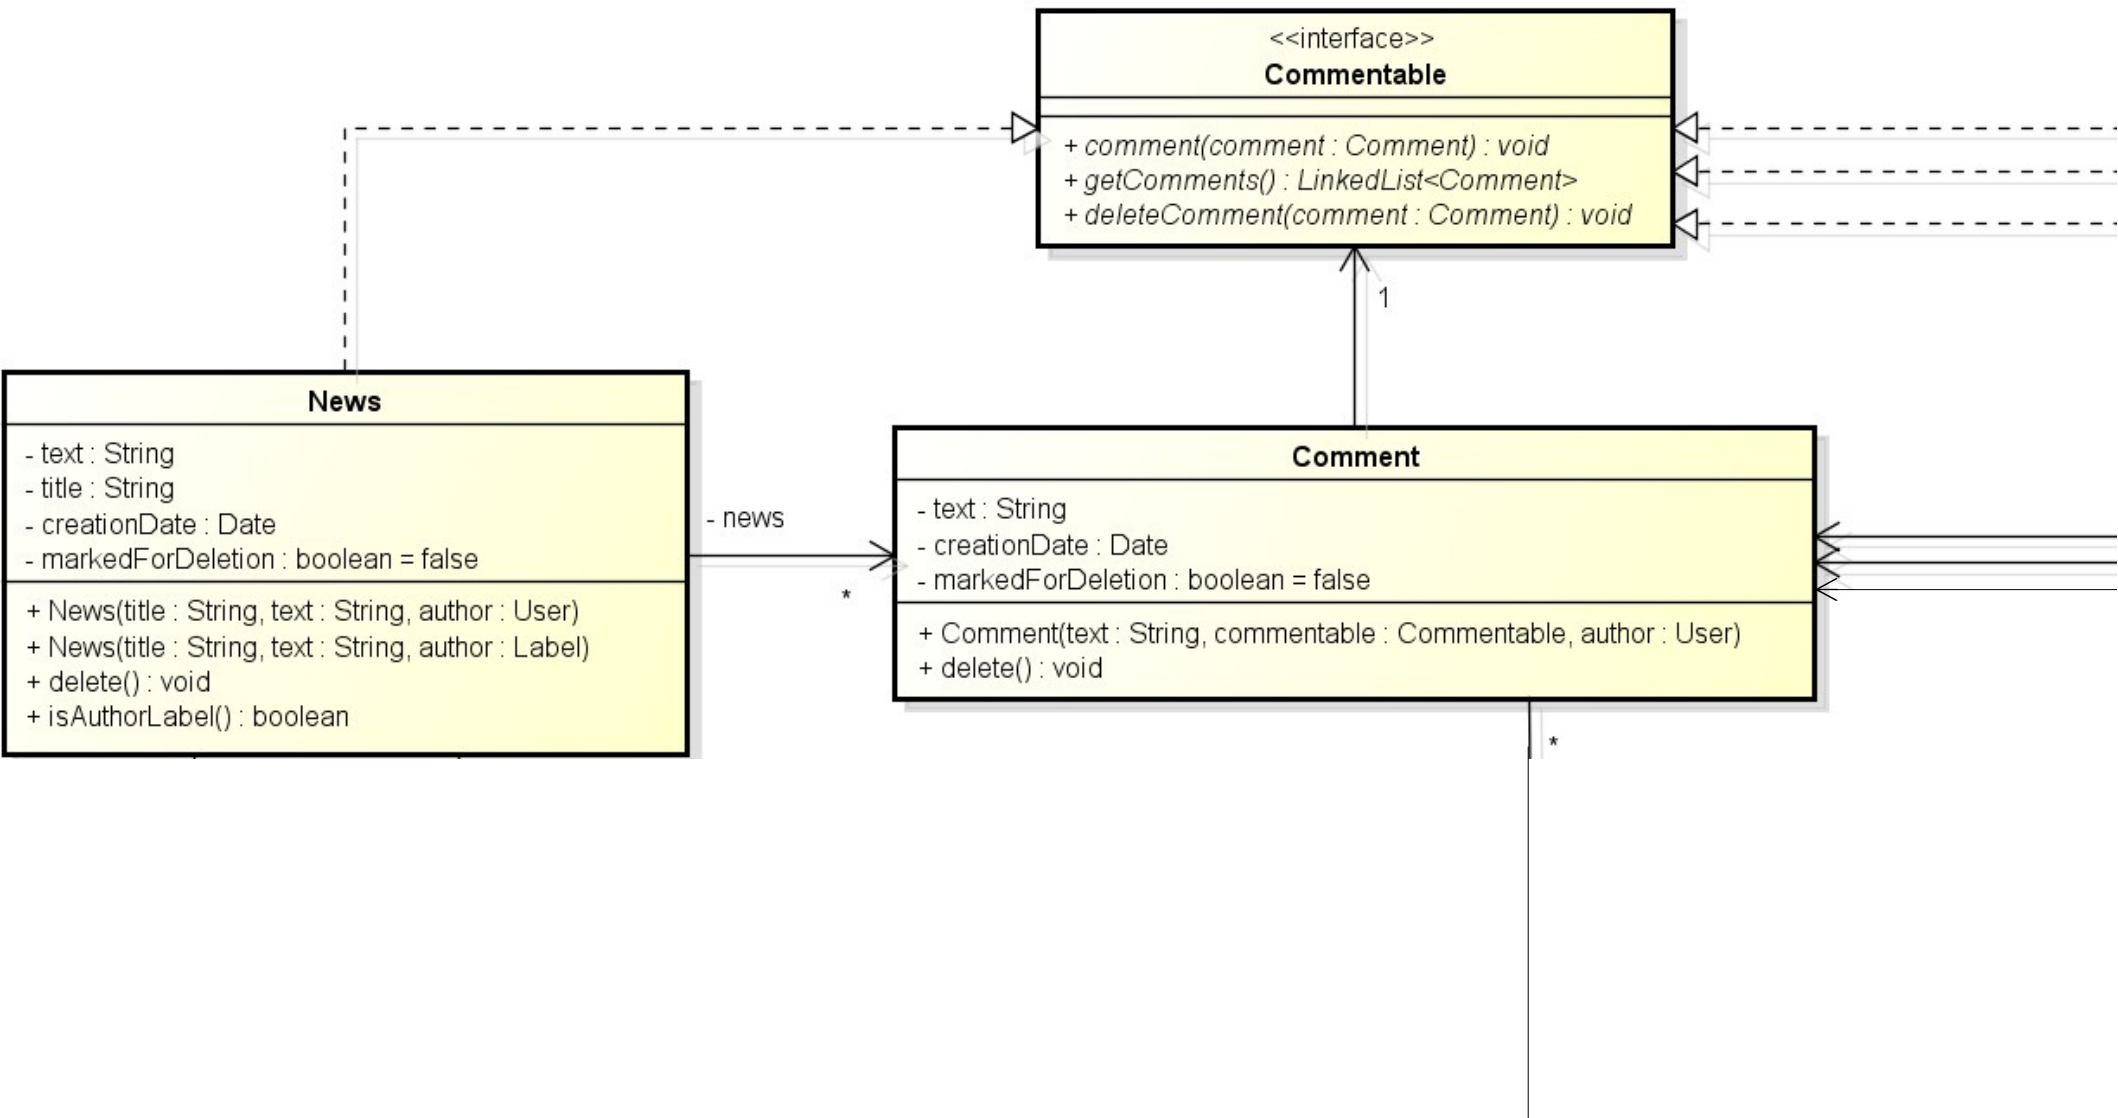 <<interface>>
Commentable
+ comment(comment : Comment) : void
+ getComments() : LinkedList<Comment>
+ deleteComment(comment : Comment) : void
1
News
- text : String
- title : String
- creationDate : Date
- markedForDeletion : boolean = false
+ News(title : String, text : String, author : User)
+ News(title : String, text : String, author : Label)
+ delete() : void
+ isAuthorLabel() : boolean
- news
*
Comment
- text : String
- creationDate : Date
- markedForDeletion : boolean = false
+ Comment(text : String, commentable : Commentable, author : User)
+ delete() : void
*